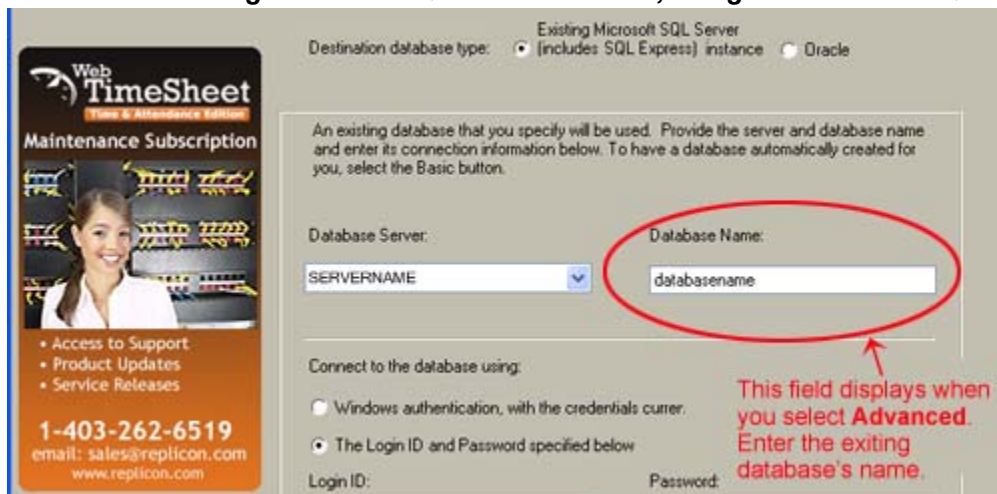 Web
TimeSheet
Time & Attendance Edition
Maintenance Subscription
• Access to Support
• Product Updates
• Service Releases
1-403-262-6519
email: sales@replicon.com
www.replicon.com
Destination database type:
Existing Microsoft SQL Server
(includes SQL Express) instance
Oracle
An existing database that you specify will be used. Provide the server and database name
and enter its connection information below. To have a database automatically created for
you, select the Basic button.
Database Server:
Database Name:
SERVERNAME
databasename
Connect to the database using:
Windows authentication, with the credentials currer.
The Login ID and Password specified below
Login ID:
Password:
This field displays when
you select Advanced.
Enter the exiting
database's name.